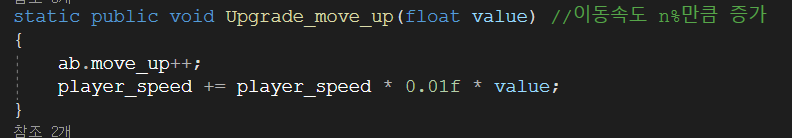 static public void Upgrade_move_up(float value) //이동속도 n%만큼 증가
{
ab.move_up++;
player_speed += player_speed * 0.01f * value;
}
참조 2개